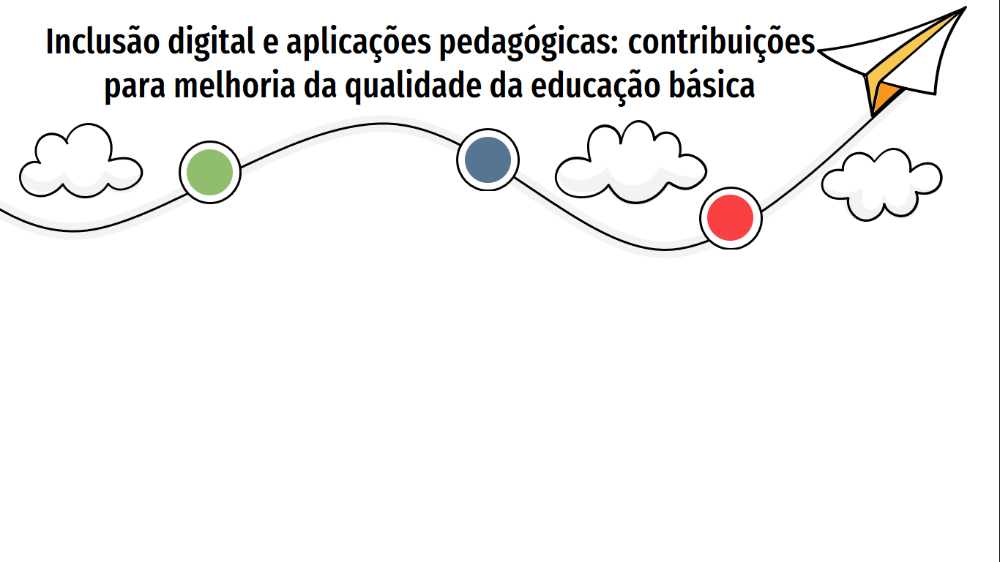 Inclusão digital e aplicações pedagógicas: contribuições
para melhoria da qualidade da educação básica